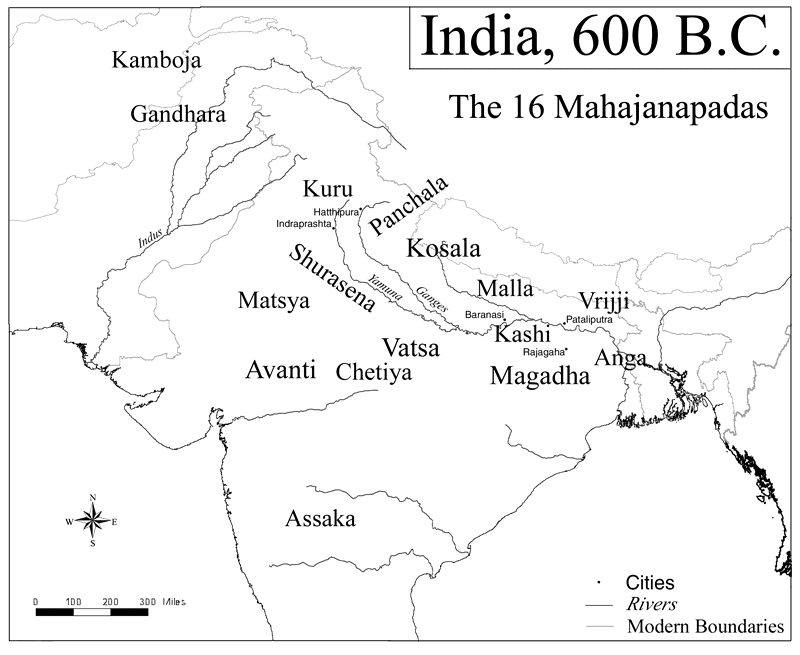 India, 600 B.C.
The 16 Mahajanapadas
Kamboja
Gandhara
Kuru
Panchala
Hatthipura
Indraprashta
Indus
Kosala
Shurasena
Yamuna
Ganges
Malla
Matsya
Vrijji
Baranasi
Pataliputra
Kashi
Vatsa
Rajagaha
Anga
Avanti
Chetiya
Magadha
Assaka
N
W
E
S
0 100 200 300 Miles
Cities
Rivers
Modern Boundaries